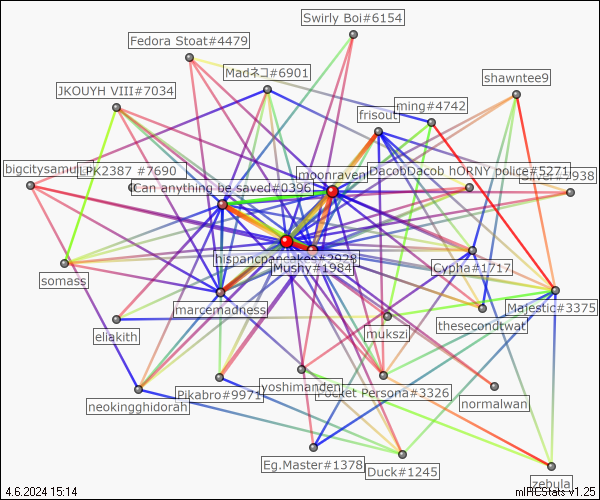 Swirly Boi#6154
Fedora Stoat#4479
Madネコ#6901
shawntee9
JKOUYH VIII#7034
ming#4742
frisout
bigcitysamu
LPK2387 #7690
moonraven
DacobDacob hORNY police#5271
7938
Can anything be saved#0396
hispancpancakes#2928
Mushy#1984
Cypha#1717
somass
marcemadness
Majestic#3375
eliakith
mukszi
thesecondtwat
Pikabro#9971
yoshimanden
Pocket Persona#3326
normalwan
neokingghidorah
Eg.Master#1378
Duck#1245
zebula
4.6.2024 15:14
mIRCStats v1.25